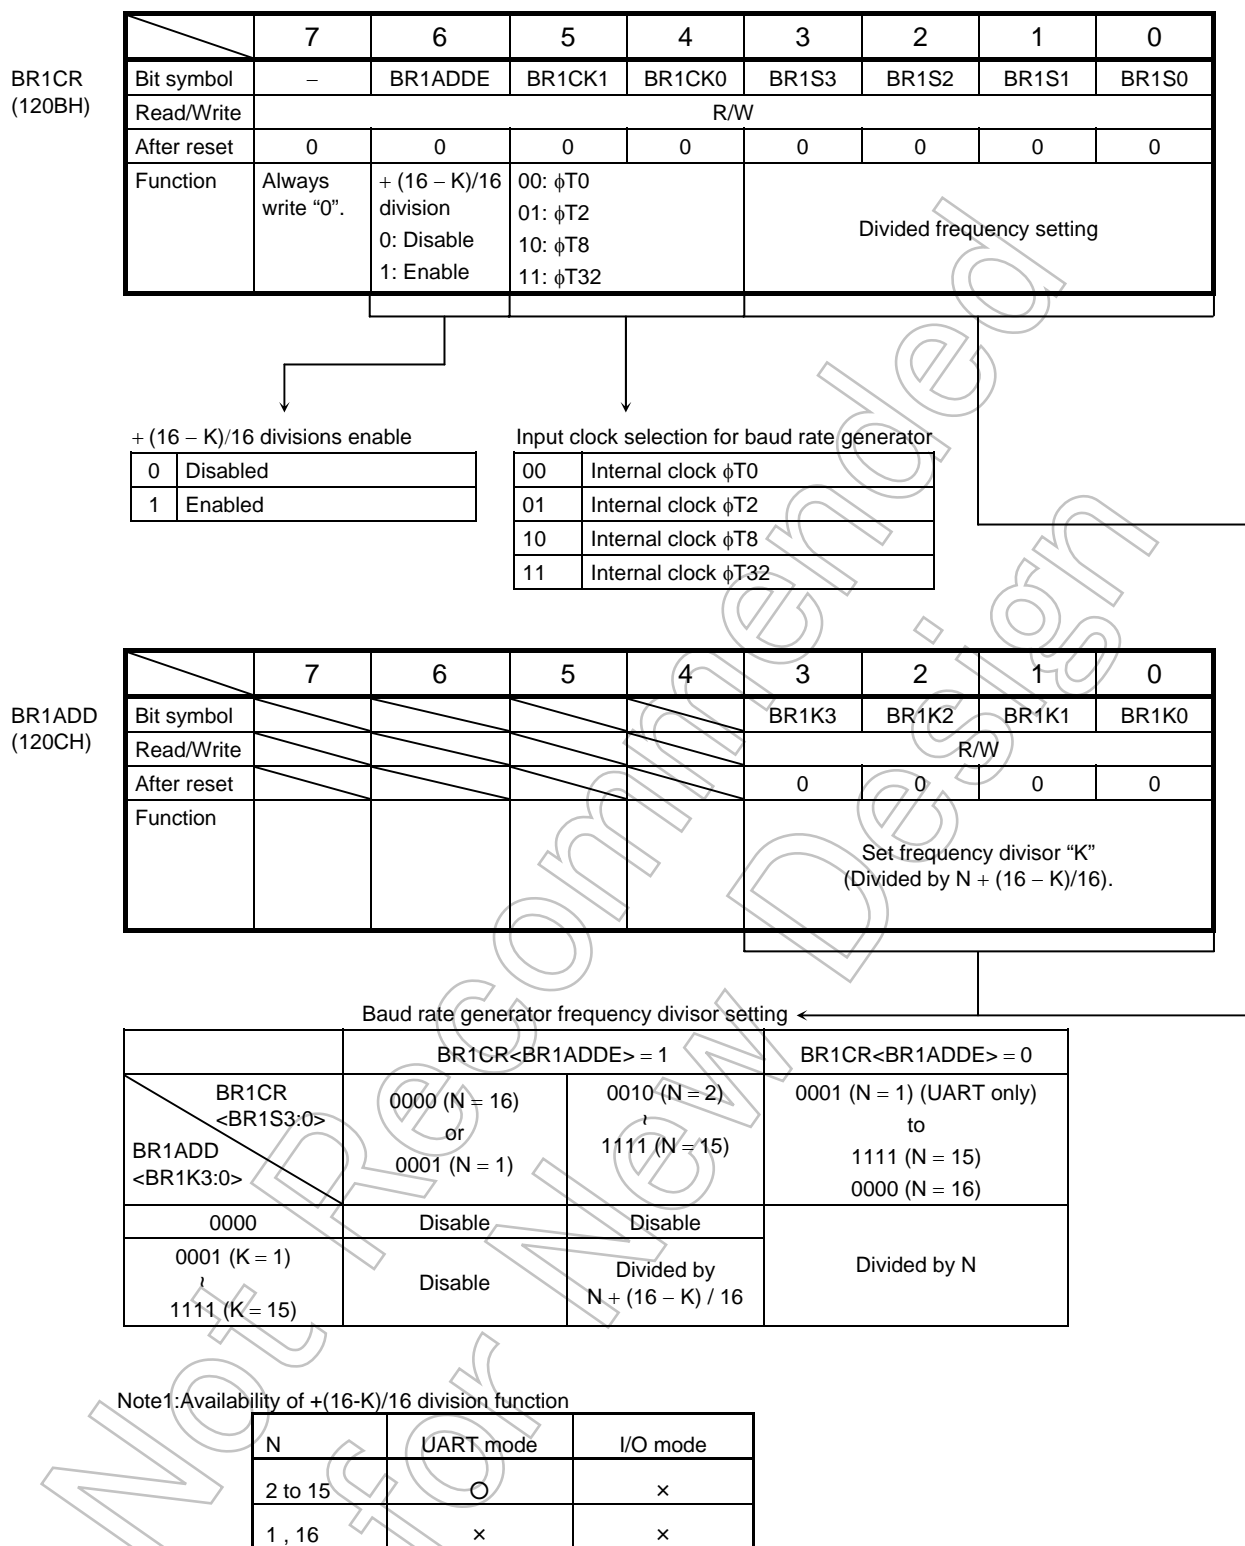 7 6 5 4 3 2 1 0
BR1CR
(120BH)
Bit symbol – BR1ADDE BR1CK1 BR1CK0 BR1S3 BR1S2 BR1S1 BR1S0
Read/Write R/W
After reset 0 0 0 0 0 0 0 0
Function Always write “0”. + (16 – K)/16 division 0: Disable 1: Enable 00: ϕT0 01: ϕT2 10: ϕT8 11: ϕT32 Divided frequency setting
+ (16 – K)/16 divisions enable
0 Disabled
1 Enabled
Input clock selection for baud rate generator
00 Internal clock ϕT0
01 Internal clock ϕT2
10 Internal clock ϕT8
11 Internal clock ϕT32
7 6 5 4 3 2 1 0
BR1ADD
(120CH)
Bit symbol BR1K3 BR1K2 BR1K1 BR1K0
Read/Write R/W
After reset 0 0 0 0
Function Set frequency divisor “K”
(Divided by N + (16 – K)/16).
Baud rate generator frequency divisor setting
BR1CR<BR1ADDE> = 1 BR1CR<BR1ADDE> = 0
BR1CR
<BR1S3:0>
BR1ADD
<BR1K3:0>
0000 (N = 16)
or
0001 (N = 1)
0010 (N = 2)
~
1111 (N = 15)
0001 (N = 1) (UART only)
to
1111 (N = 15)
0000 (N = 16)
0000 Disable Disable
0001 (K = 1)
~
1111 (K = 15)
Disable
Divided by
N + (16 – K) / 16
Divided by N
Note1:Availability of +(16-K)/16 division function
N UART mode I/O mode
2 to 15 ○ ×
1 , 16 × ×
Not Recommended
for New Design